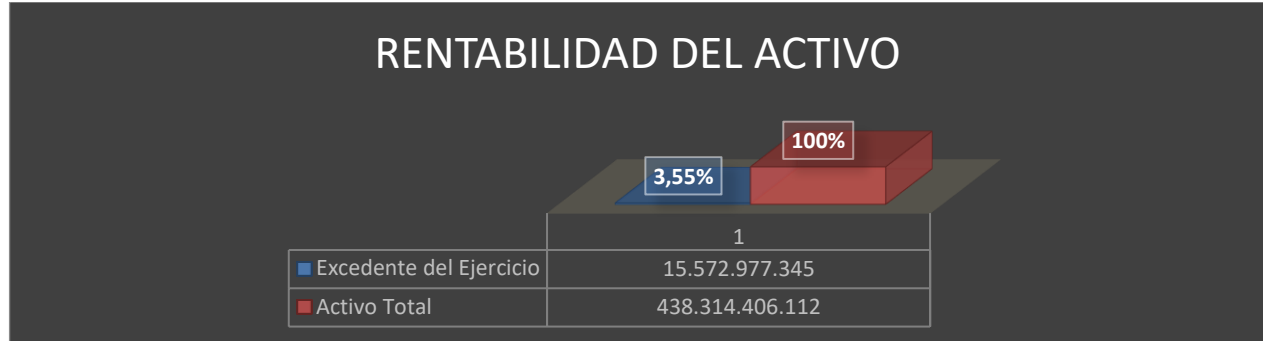 RENTABILIDAD DEL ACTIVO
100%
3,55%
1
Excedente del Ejercicio 15.572.977.345
Activo Total 438.314.406.112